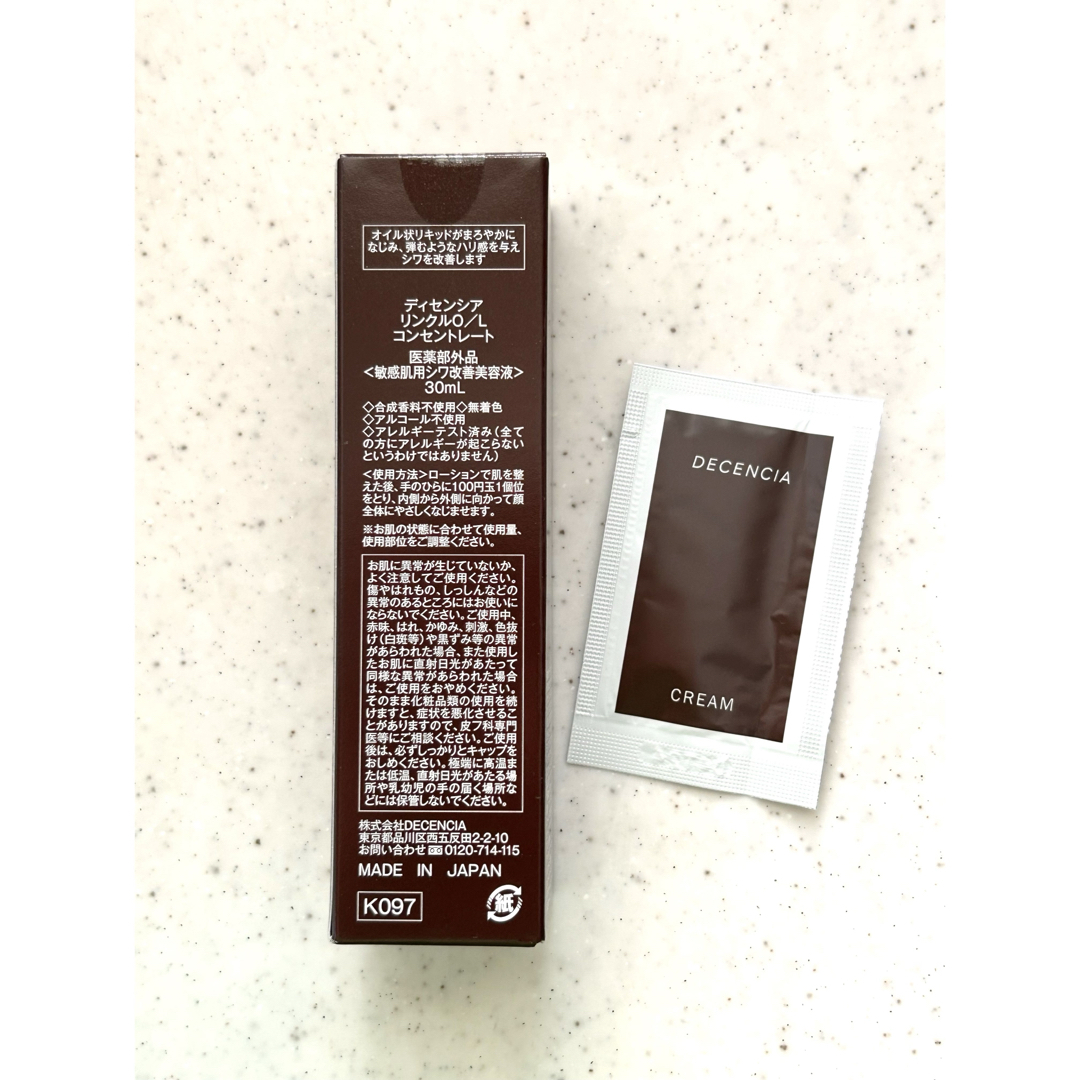 オイル状リキッドがまろやかに
なじみ、弾むようなハリ感を与え
シワを改善します
ディセンシア
リンクルO/L
コンセントレート
医薬部外品
<敏感肌用シワ改善美容液>
30mL
◇合成香料不使用◇無着色
◇アルコール不使用
◇アレルギーテスト済み(全て
の方にアレルギーが起こらない
というわけではありません)
<使用方法>ローションで肌を整
えた後、手のひらに100円玉1個位
をとり、内側から外側に向かって顔
全体にやさしくなじませます。
※お肌の状態に合わせて使用量、
使用部位をご調整ください。
お肌に異常が生じていないか、
よく注意してご使用ください。
傷やはれもの、しっしんなどの
異常のあるところにはお使いに
ならないでください。ご使用中、
赤味、はれ、かゆみ、刺激、色抜
け(白斑等)や黒ずみ等の異常
があらわれた場合、また使用し
たお肌に直射日光があたって
同様な異常があらわれた場合
は、ご使用をおやめください。
そのまま化粧品類の使用を続
けますと、症状を悪化させるこ
とがありますので、皮フ科専門
医等にご相談ください。ご使用
後は、必ずしっかりとキャップを
おしめください。極端に高温ま
たは低温、直射日光があたる場
所や乳幼児の手の届く場所な
どには保管しないでください。
株式会社DECENCIA
東京都品川区西五反田2-2-10
お問い合わせ 0120-714-115
MADE IN JAPAN
K097
紙
DECENCIA
CREAM